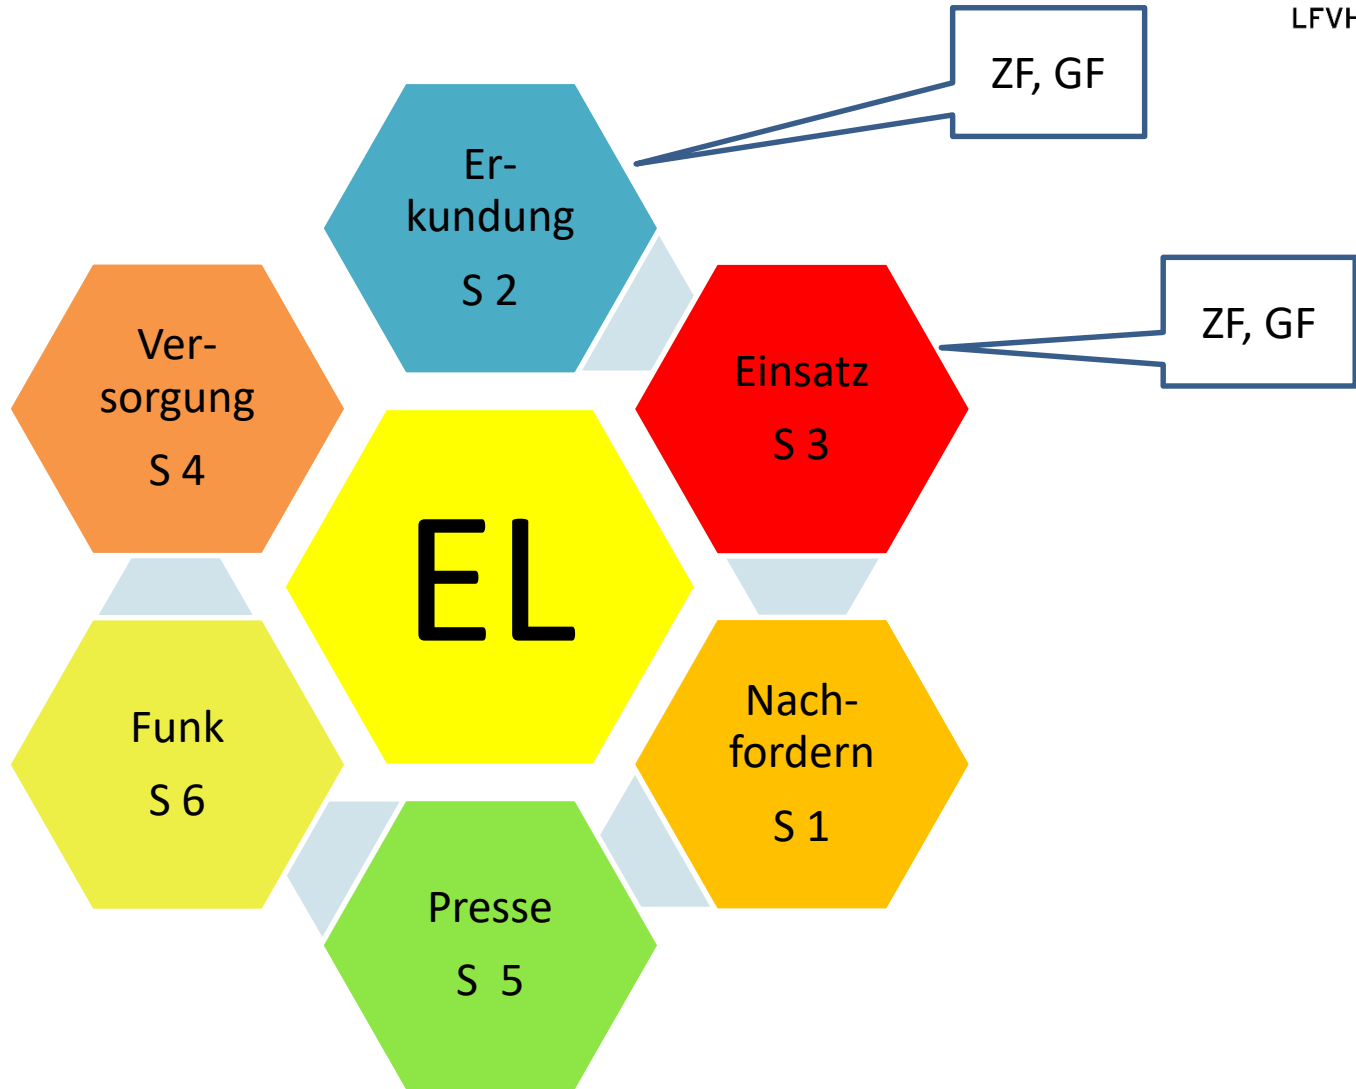 LFVH
ZF, GF
Er-
kundung
S 2
ZF, GF
Einsatz
S 3
Ver-
sorgung
S 4
EL
Nach-
fordern
S 1
Funk
S 6
Presse
S 5